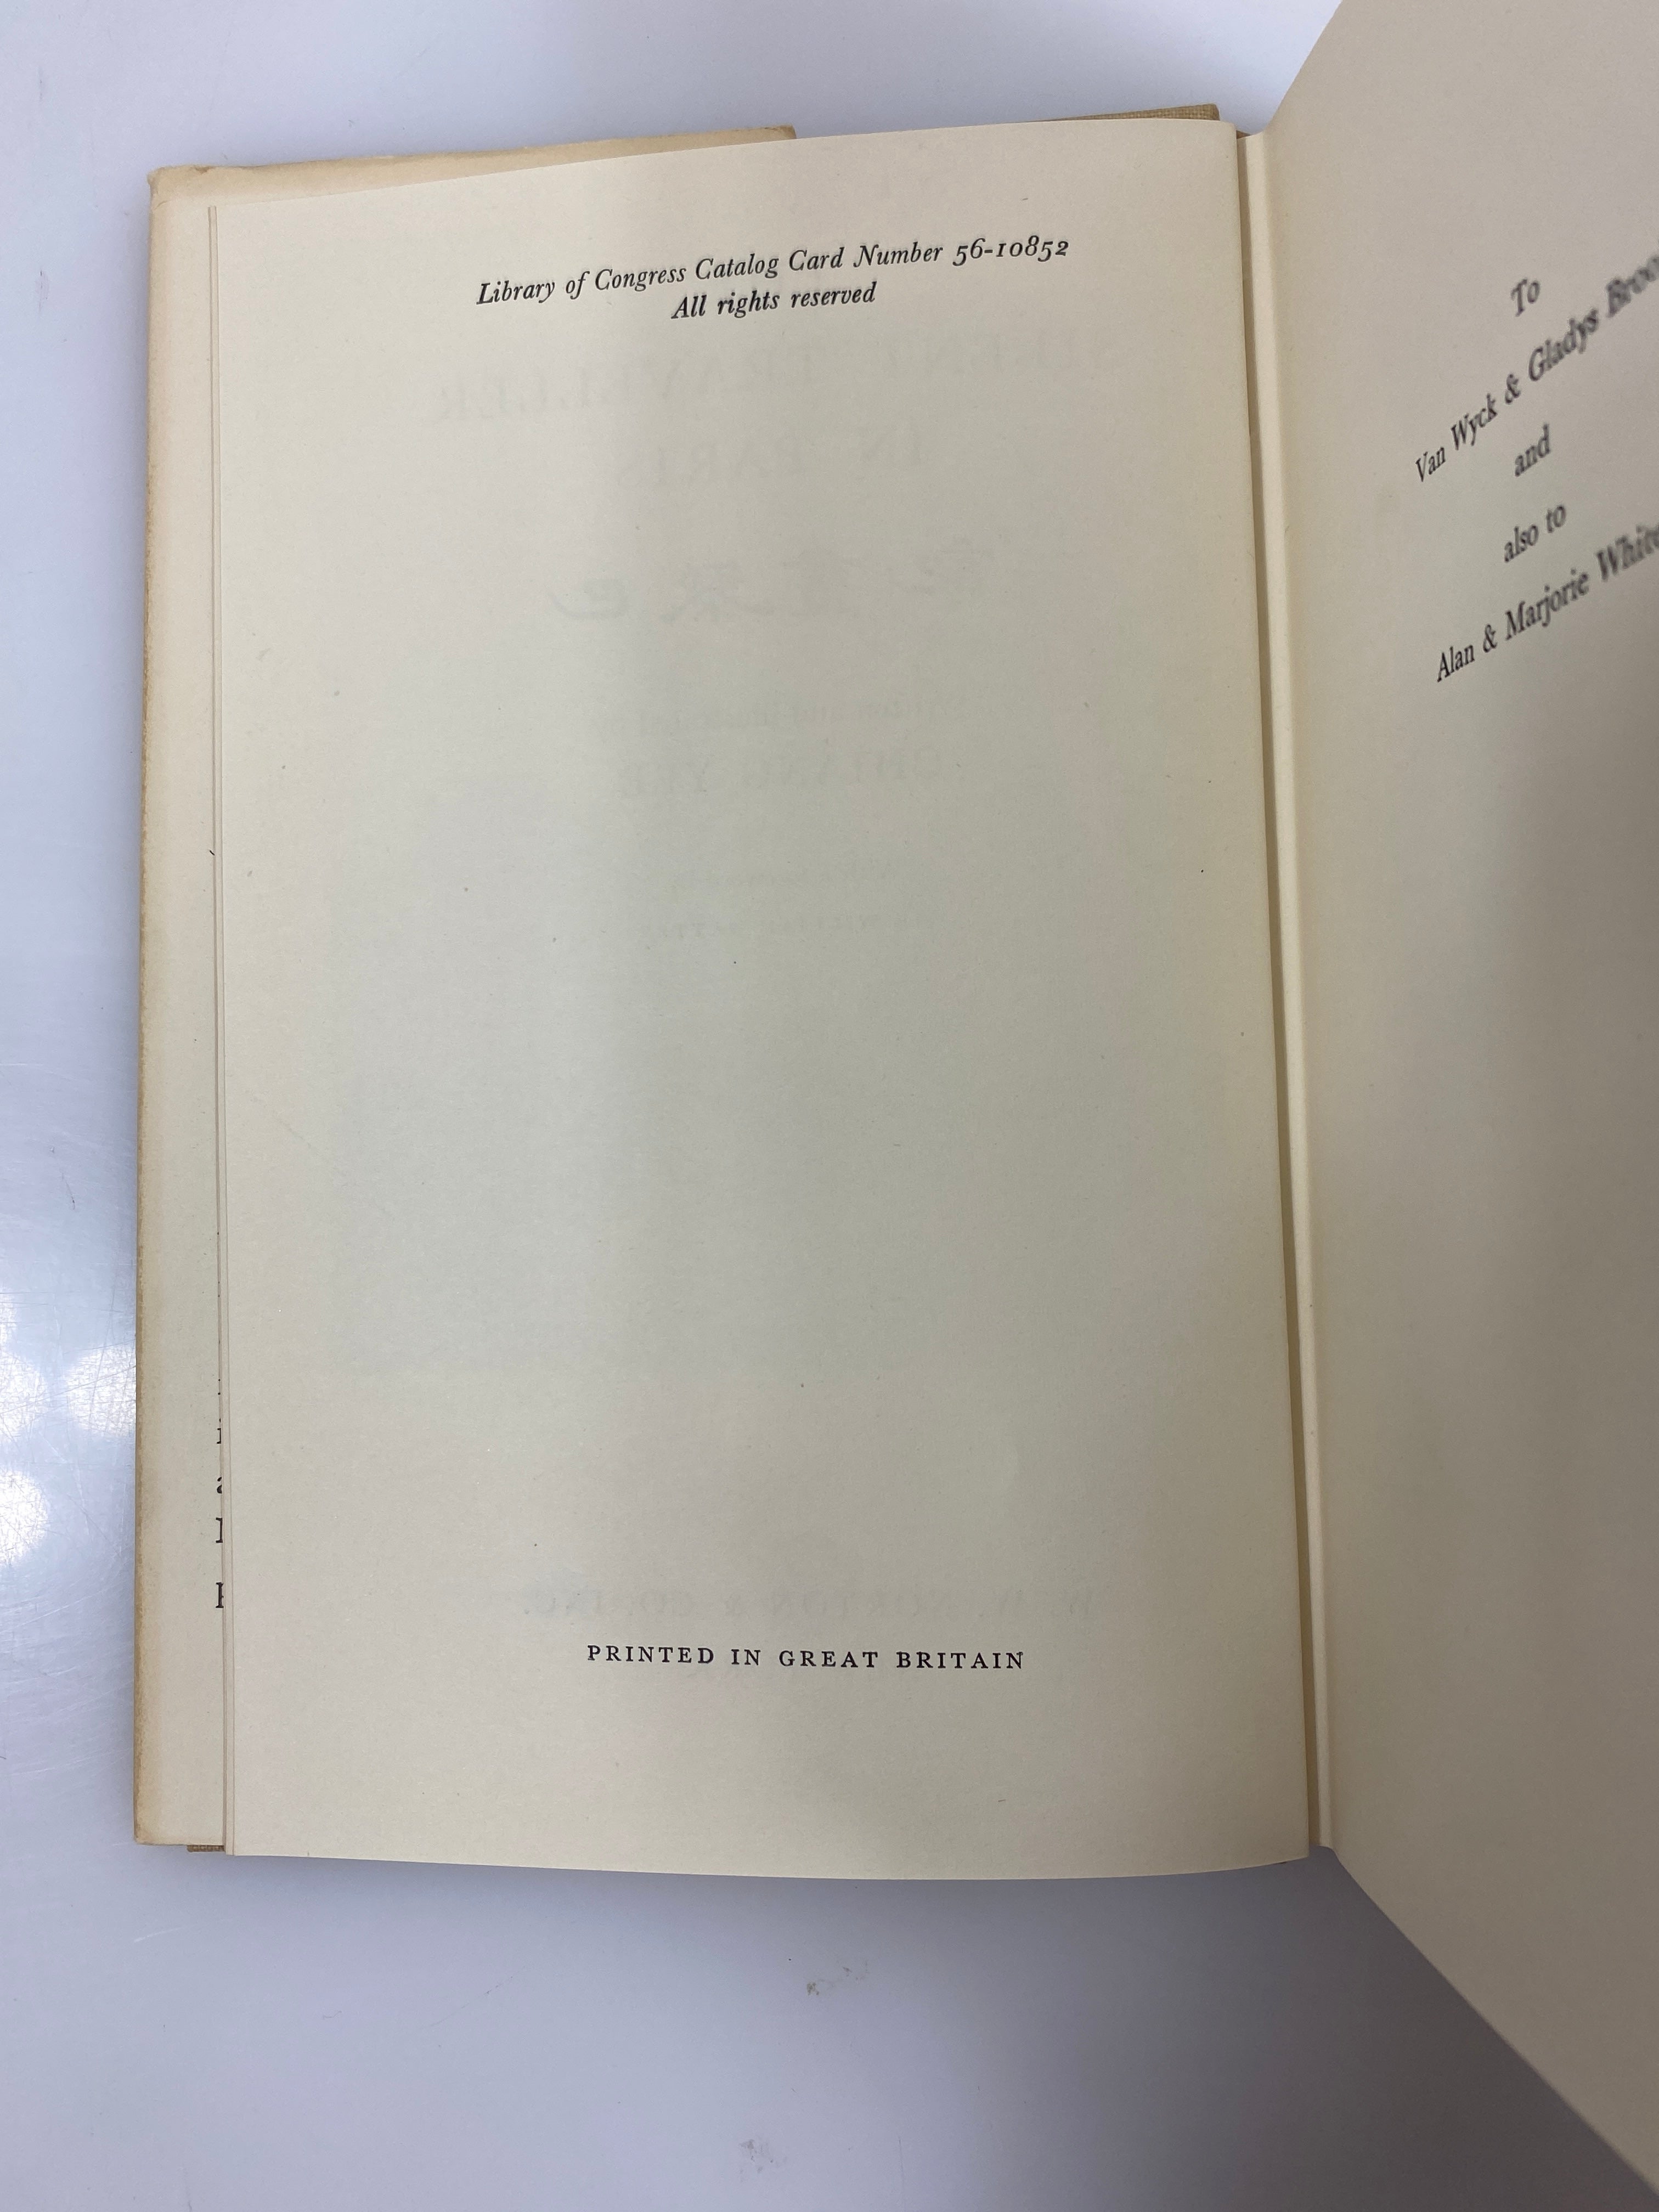 Library of Congress Catalog Card Number 56-10852
All rights reserved
PRINTED IN GREAT BRITAIN
To
Van Wyck & Gladys
and
also to
Alan & Marjorie